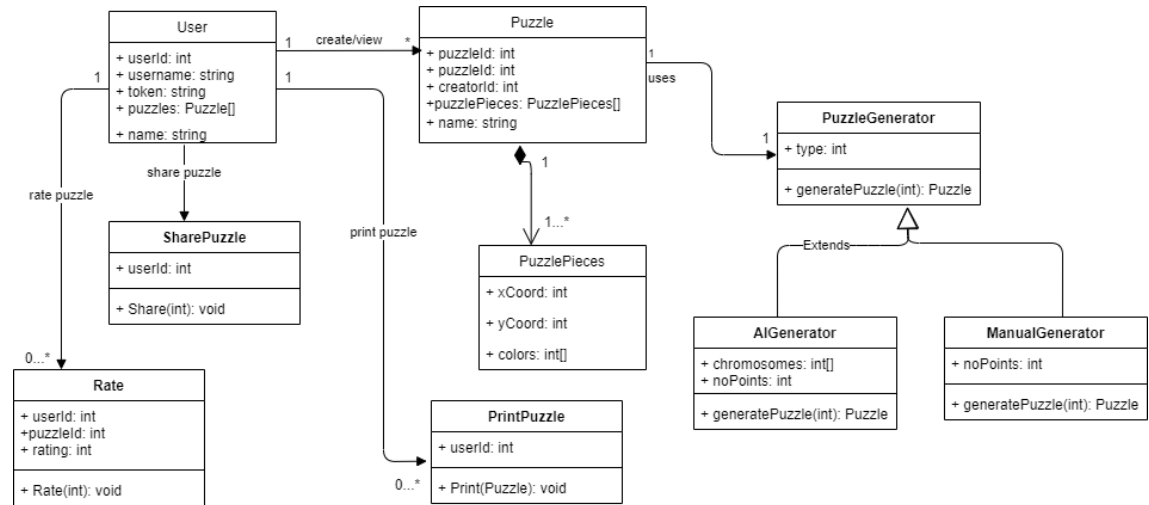 User
+ userId: int
+ username: string
+ token: string
+ puzzles: Puzzle[]
+ name: string
1
create/view
*
1
1
Puzzle
+ puzzleId: int
+ puzzleId: int
+ creatorId: int
+puzzlePieces: PuzzlePieces[]
+ name: string
1
uses
1
PuzzleGenerator
+ type: int
+ generatePuzzle(int): Puzzle
share puzzle
rate puzzle
print puzzle
SharePuzzle
+ userId: int
+ Share(int): void
1
1...*
PuzzlePieces
+ xCoord: int
+ yCoord: int
+ colors: int[]
Extends
AIGenerator
+ chromosomes: int[]
+ noPoints: int
+ generatePuzzle(int): Puzzle
ManualGenerator
+ noPoints: int
+ generatePuzzle(int): Puzzle
0...*
Rate
+ userId: int
+puzzleId: int
+ rating: int
+ Rate(int): void
0...*
PrintPuzzle
+ userId: int
+ Print(Puzzle): void